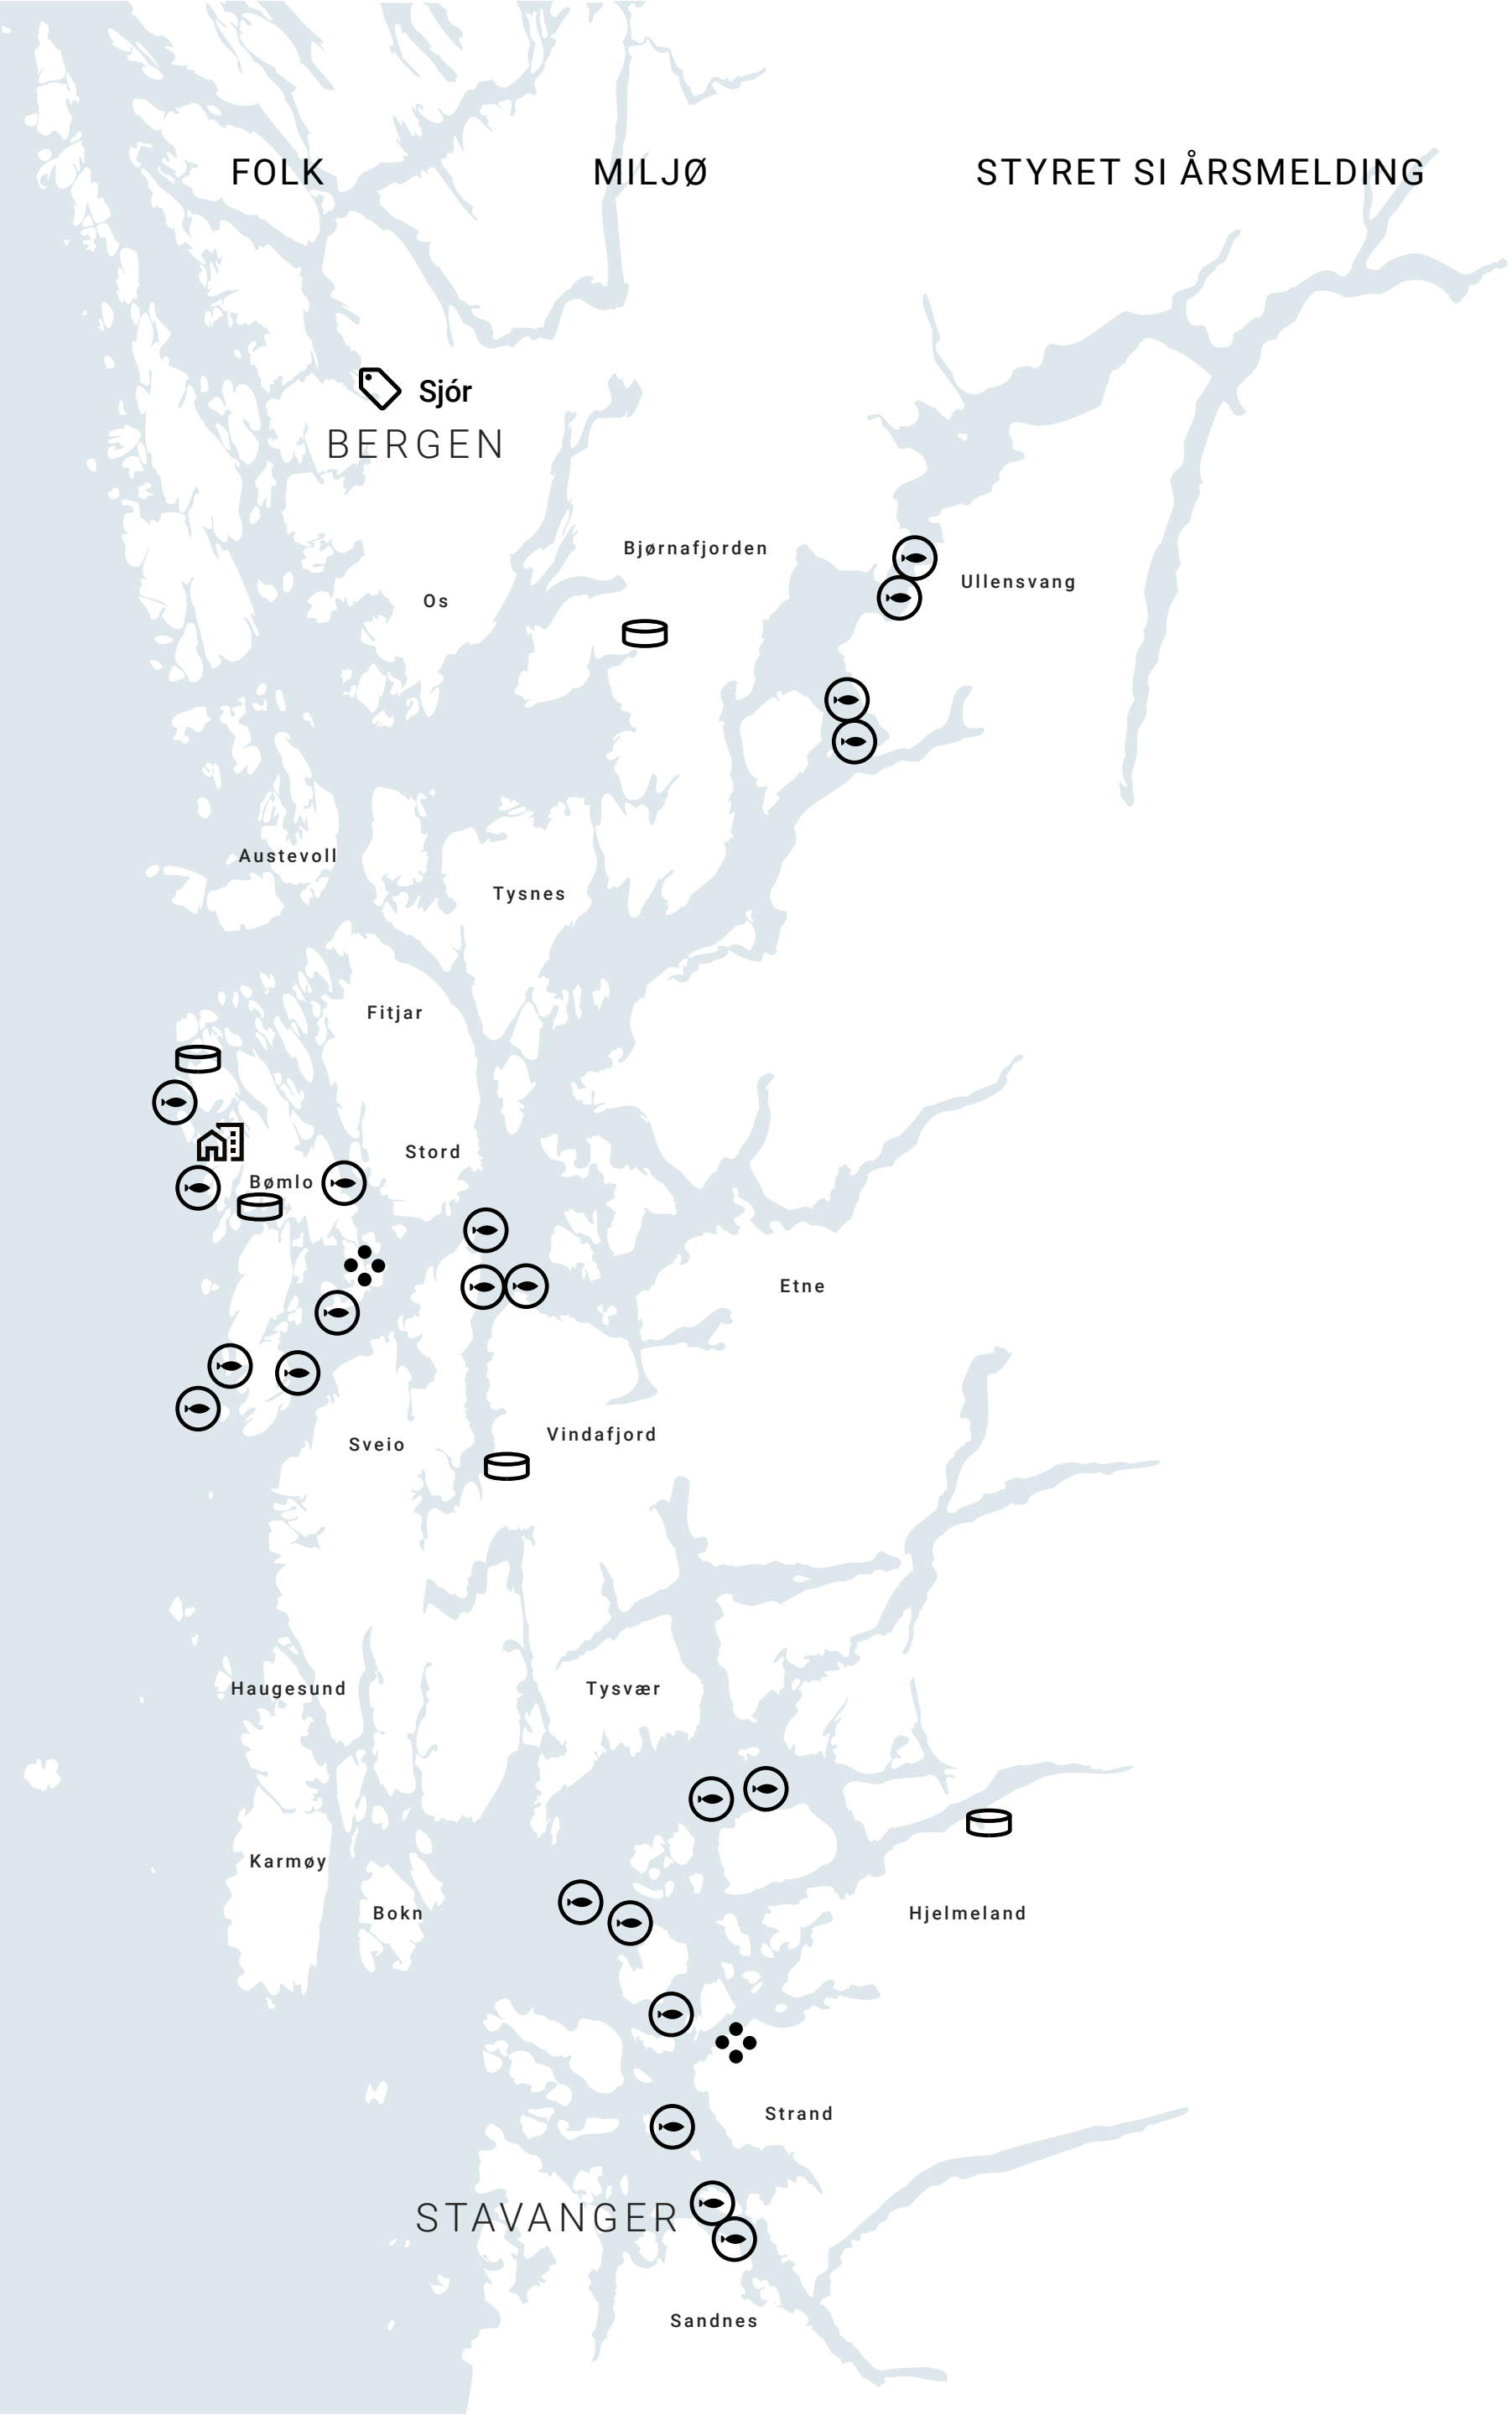 FOLK
MILJØ
STYRET SI ÅRSMELDING
Sjór
BERGEN
Bjørnafjorden
Ullensvang
Os
Austevoll
Tysnes
Fitjar
Stord
Bømlo
Etne
Vindafjord
Sveio
Haugesund
Tysvær
Karmøy
Bokn
Hjelmeland
Strand
STAVANGER
Sandnes